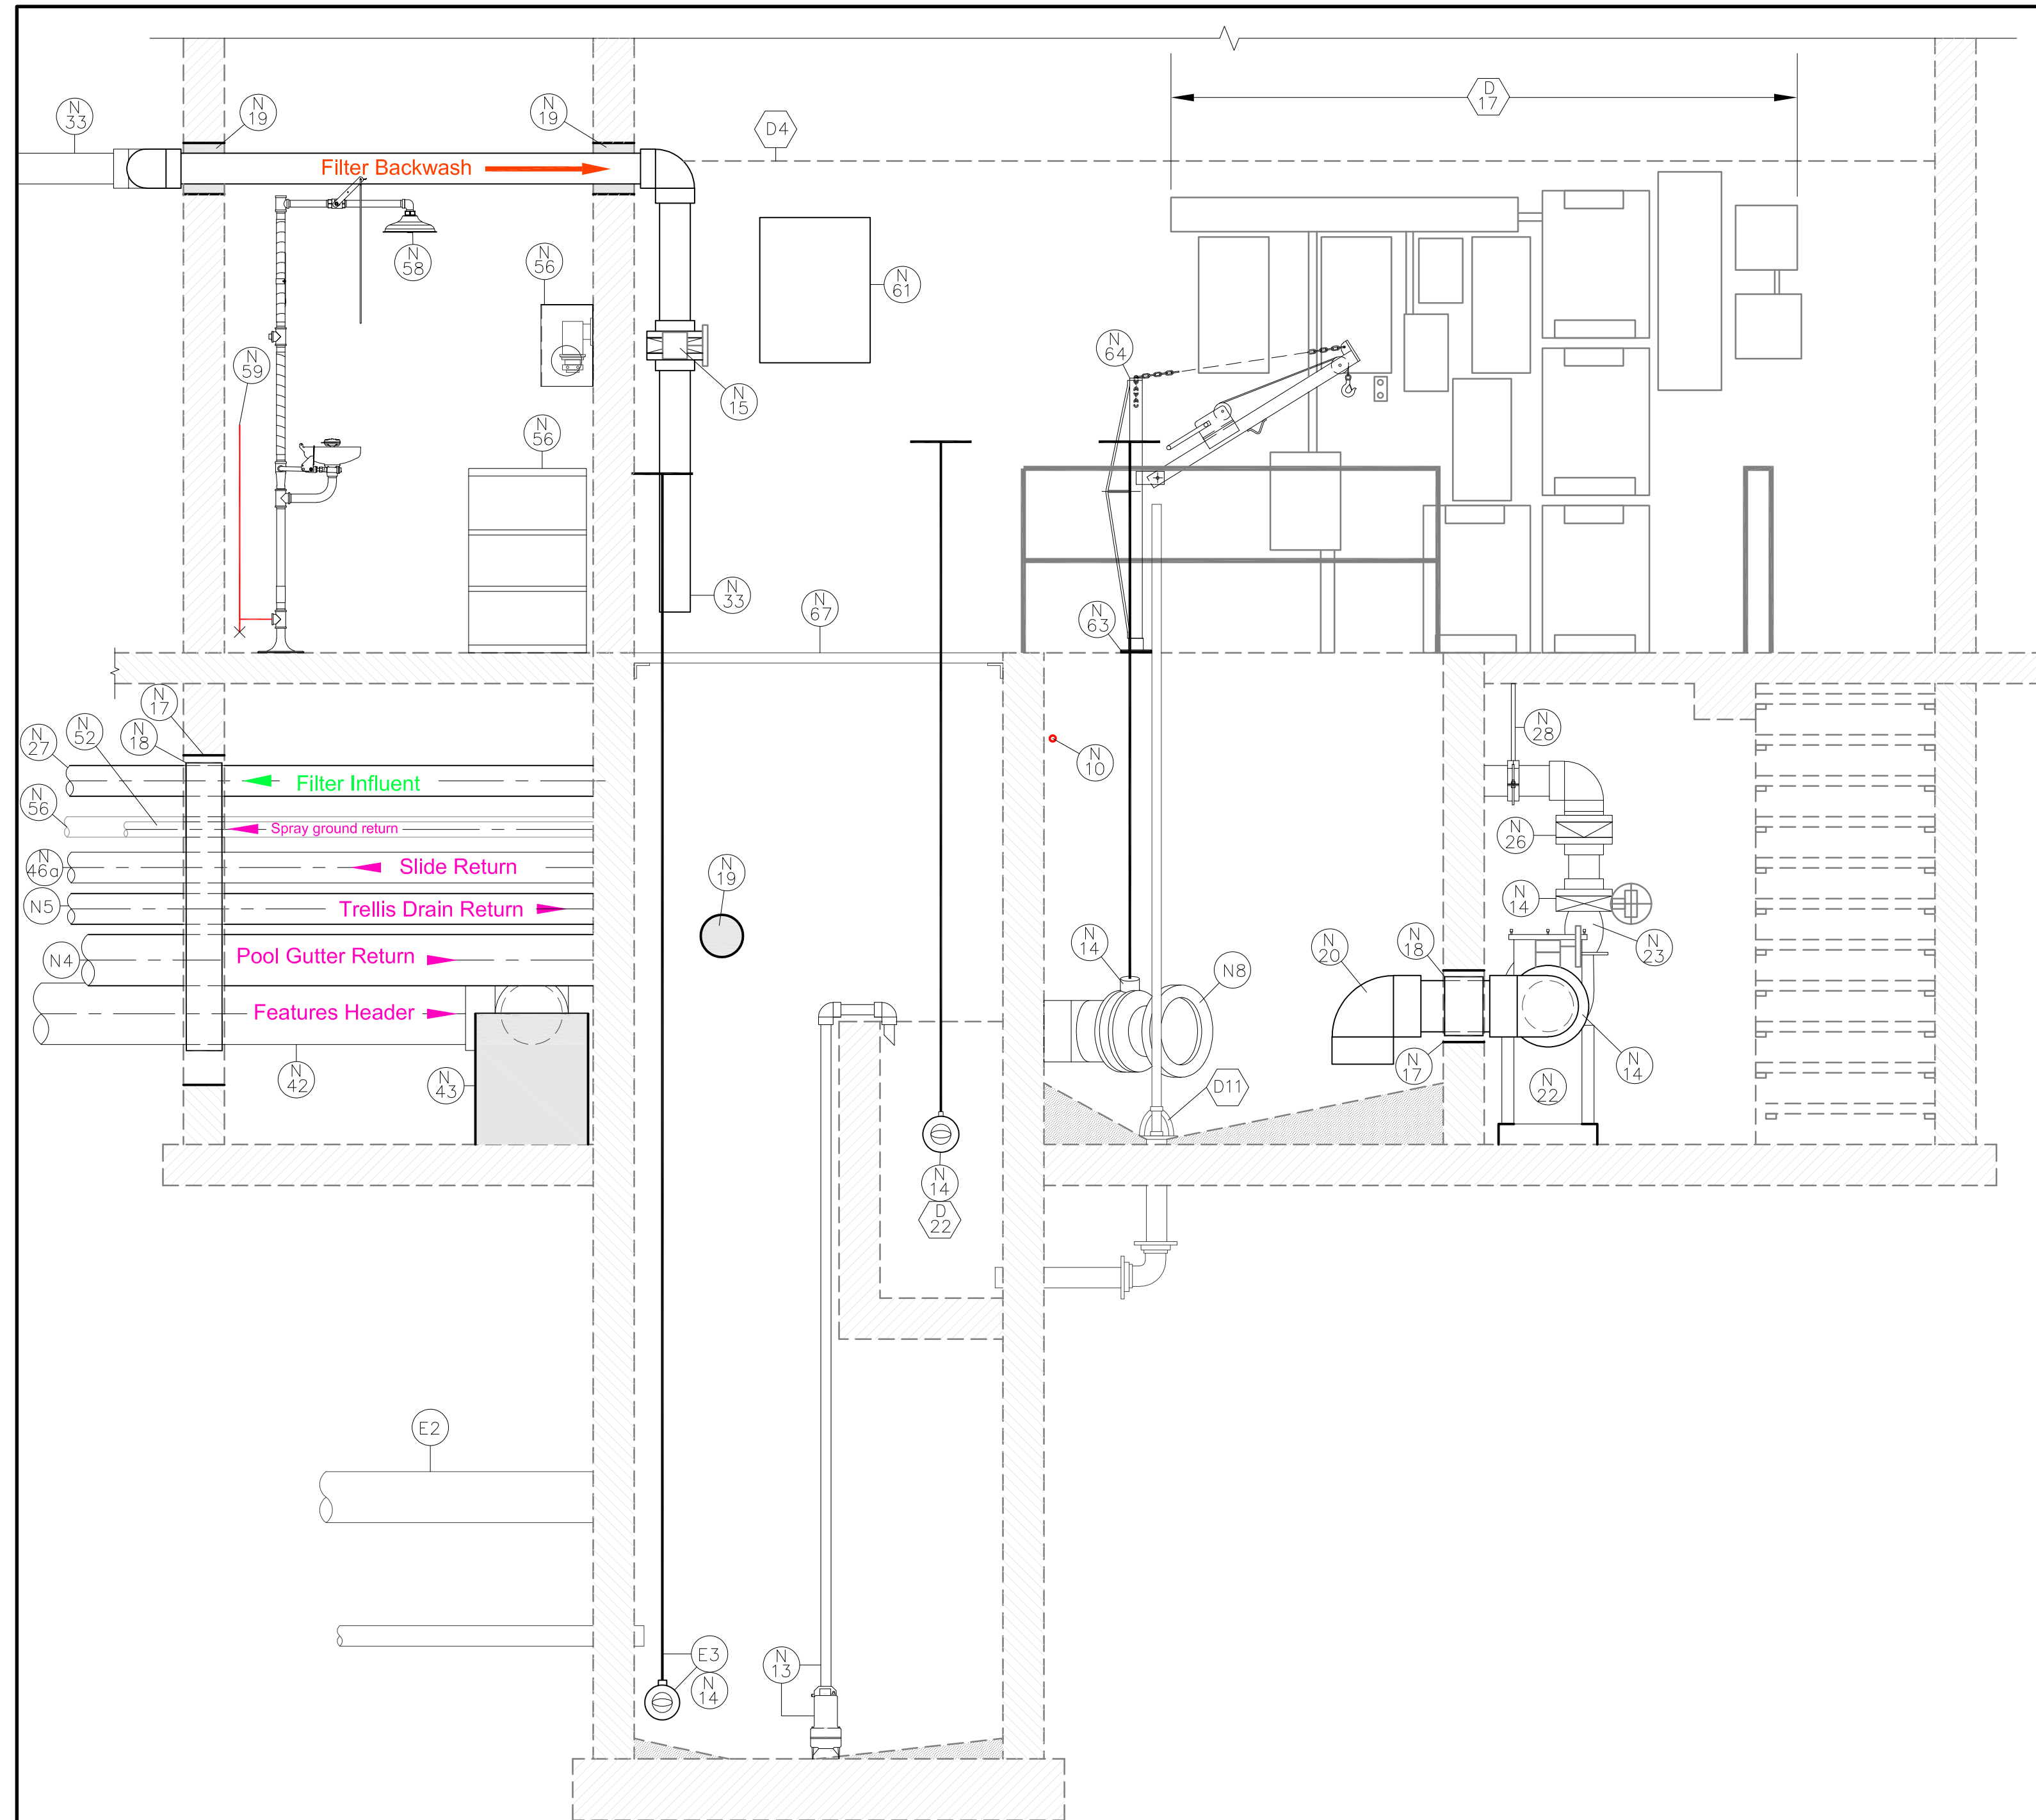 N
33
N
19
N
19
D4
D
17
Filter Backwash
N
58
N
56
N
61
N
64
N
59
N
15
N
56
N
33
N
67
N
63
N
17
N
52
N
18
N
27
N
10
N
28
Filter Influent
N
56
Spray ground return
N
26
N
46a
Slide Return
N
19
N
14
N5
Trellis Drain Return
N
14
N
20
N
18
N
23
N4
Pool Gutter Return
N8
Features Header
N
42
N
43
D11
N
17
N
22
N
14
N
14
D
22
E2
E3
N
13
N
14